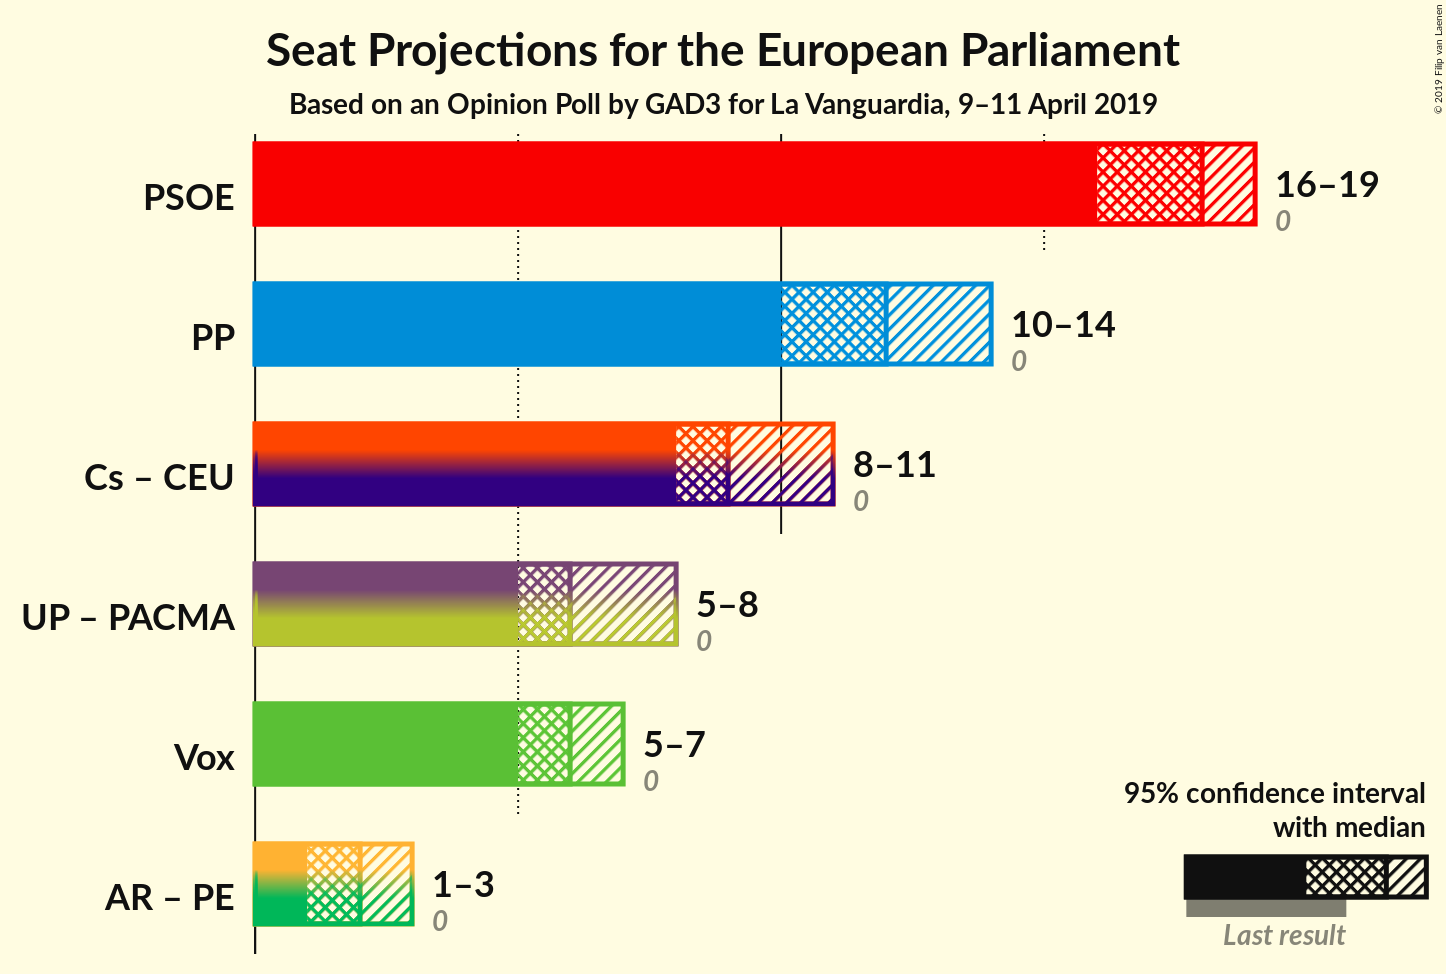 Seat Projections for the European Parliament
Based on an Opinion Poll by GAD3 for La Vanguardia, 9–11 April 2019
© 2019 Filip van Laenen
PSOE
16–19
0
PP
10–14
0
Cs – CEU
8–11
0
UP – PACMA
5–8
0
Vox
5–7
0
AR – PE
1–3
0
95% confidence interval
with median
Last result